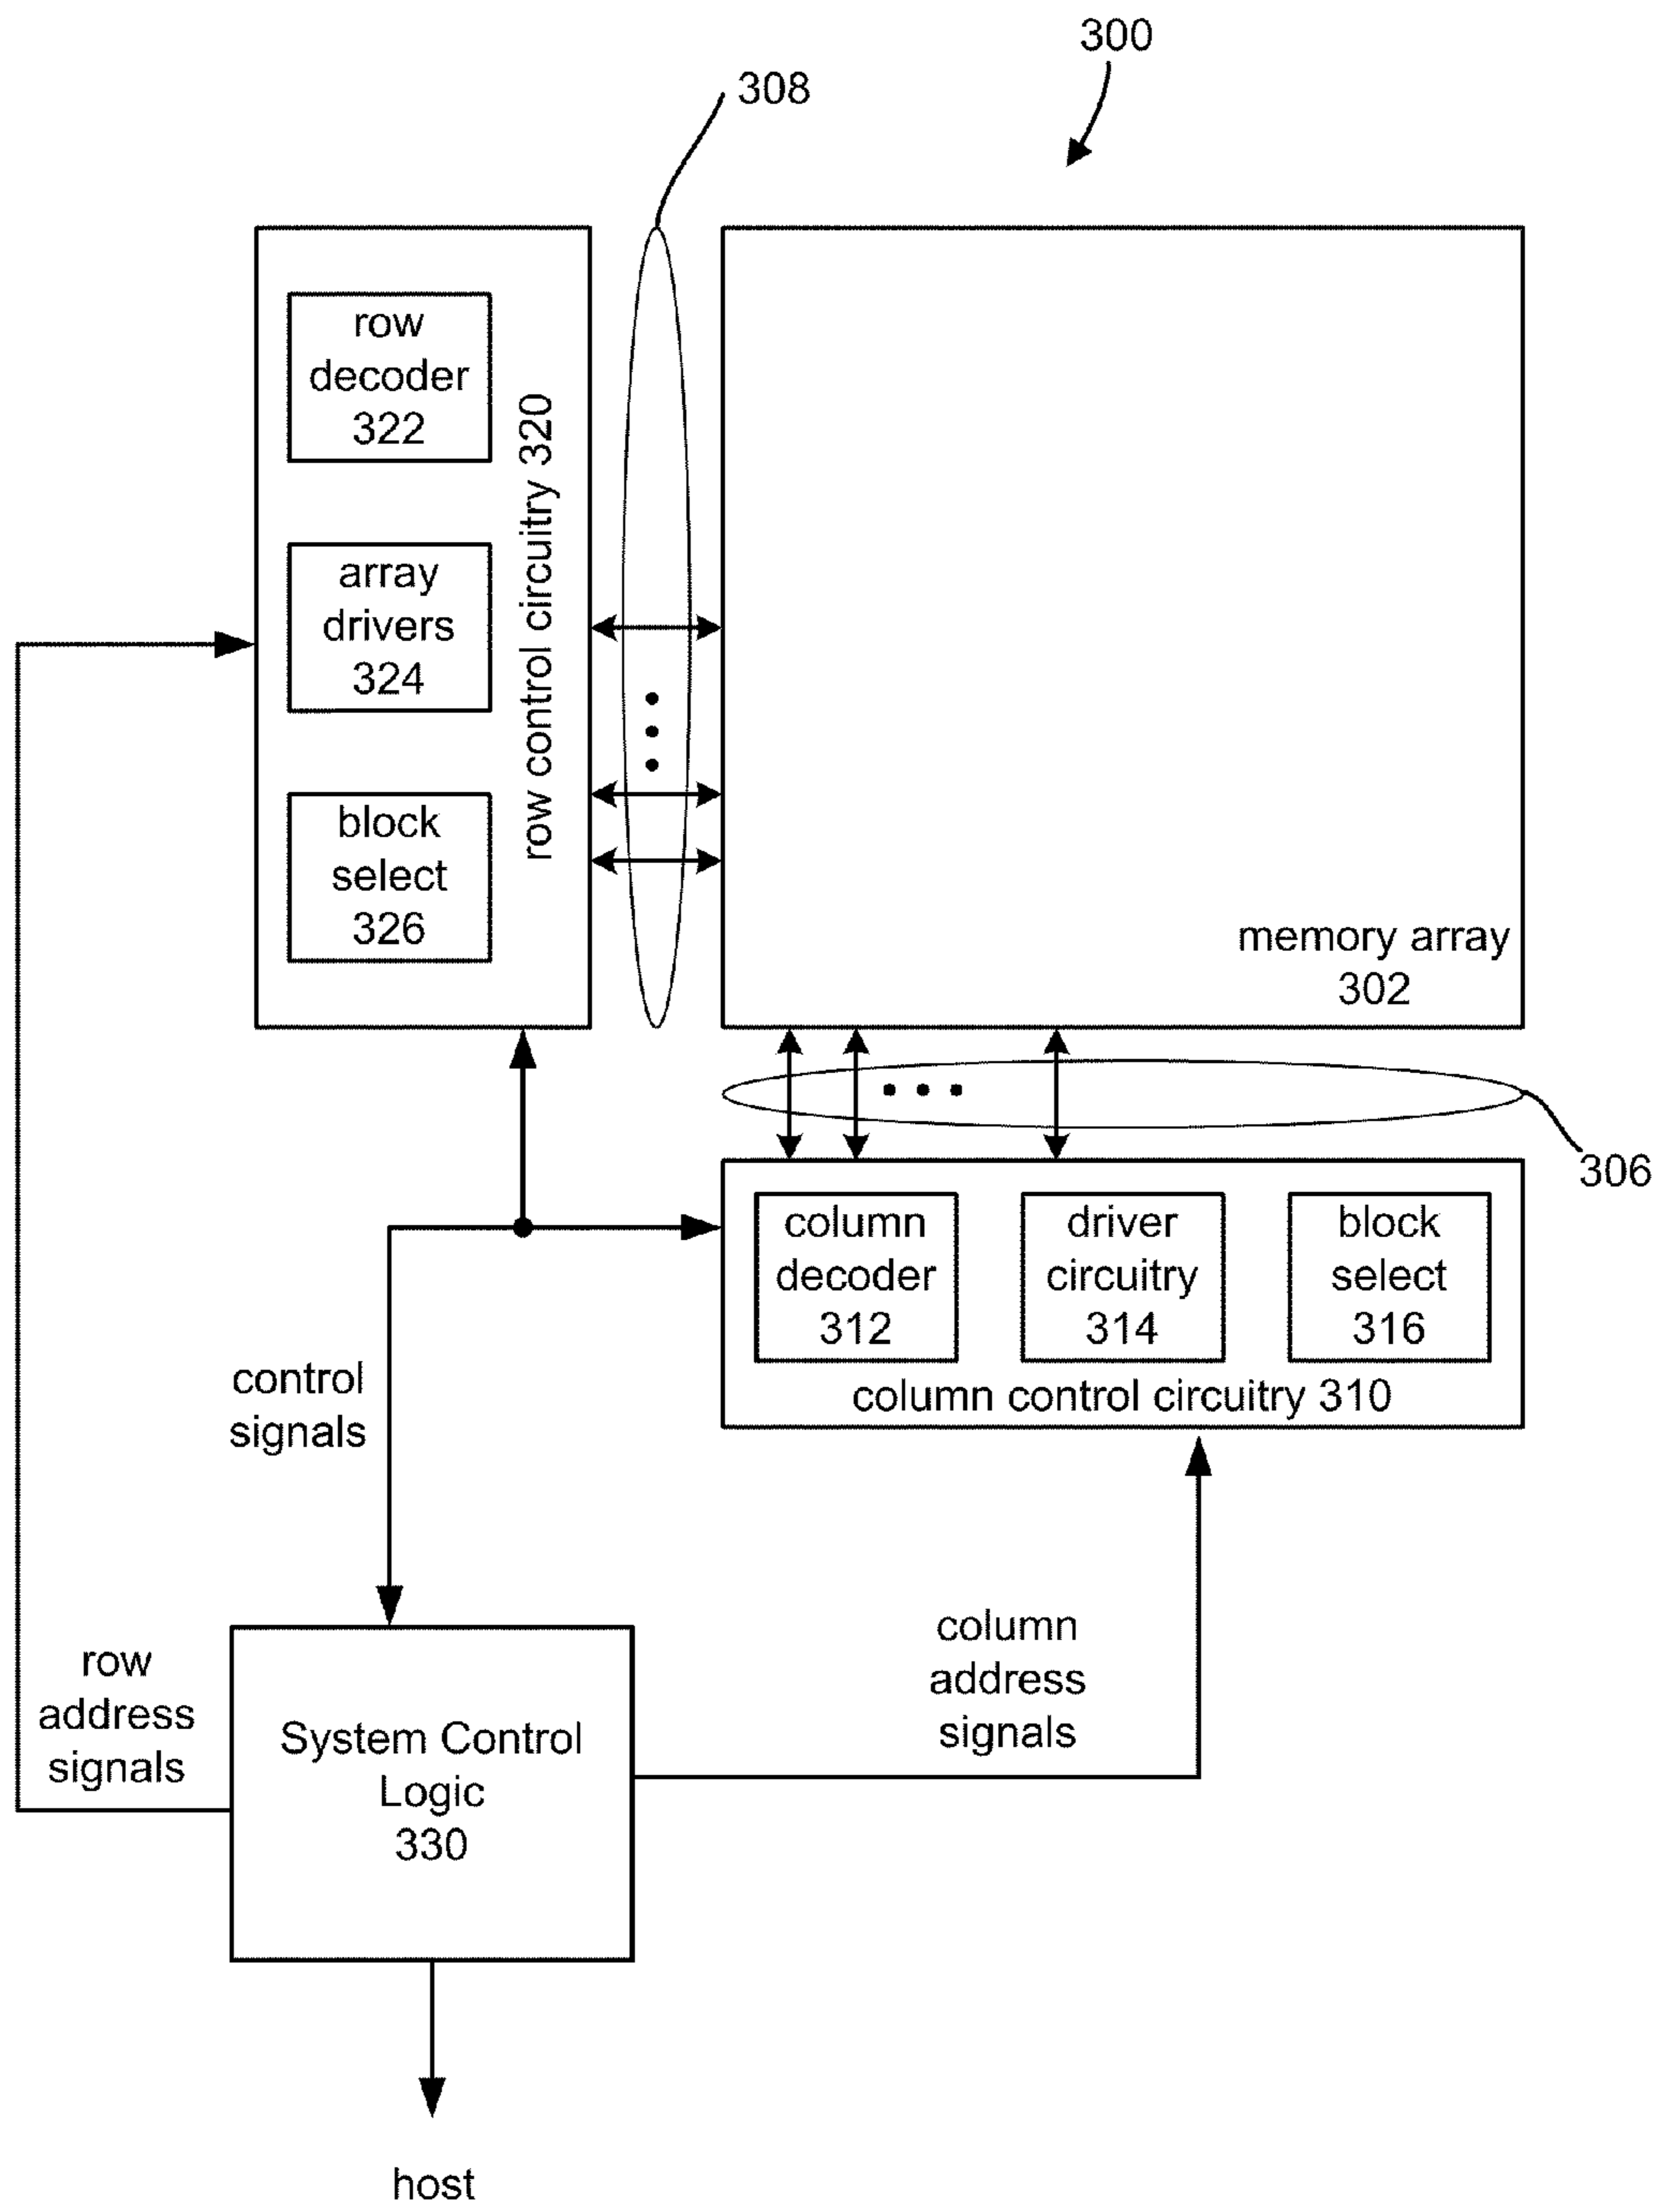 300
308
row
decoder
322
array
drivers
324
block
select
326
row control circuitry 320
memory array
302
306
column
decoder
312
driver
circuitry
314
block
select
316
column control circuitry 310
control
signals
row
address
signals
System Control
Logic
330
column
address
signals
host